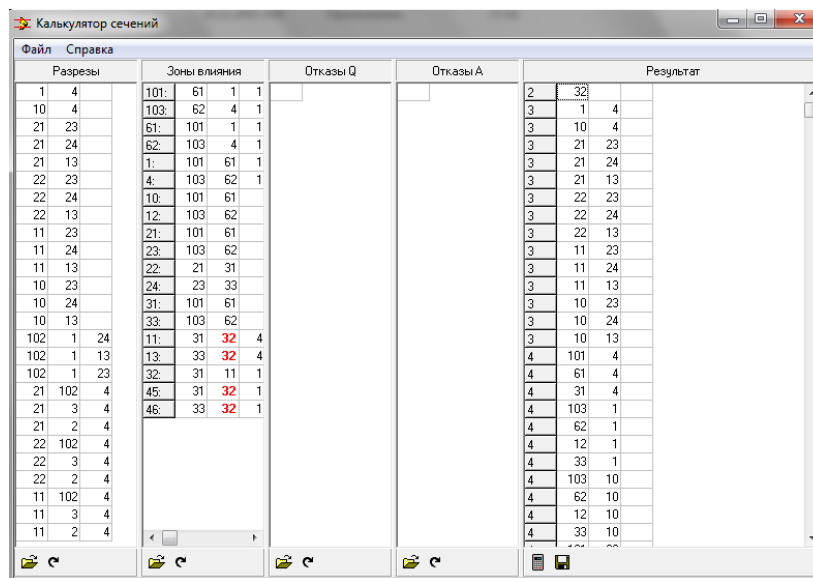 Калькулятор сечений
Файл Справка
Разрезы Зоны влияния Отказы Q Отказы A Результат
1 4 101: 61 1 1 2 32
10 4 103: 62 4 1 3 1 4
21 23 61: 101 1 1 3 10 4
21 24 62: 103 4 1 3 21 23
21 13 1: 101 61 1 3 21 24
22 23 4: 103 62 1 3 21 13
22 24 10: 101 61 3 22 23
22 13 12: 103 62 3 22 24
11 23 21: 101 61 3 22 13
11 24 23: 103 62 3 11 23
11 13 22: 21 31 3 11 24
10 23 24: 23 33 3 11 13
10 24 31: 101 61 3 10 23
10 13 33: 103 62 3 10 24
102 1 24 11: 31 32 4 3 10 13
102 1 13 13: 33 32 4 4 101 4
102 1 23 32: 31 11 1 4 61 4
21 102 4 45: 31 32 1 4 31 4
21 3 4 46: 33 32 1 4 103 1
21 2 4 4 62 1
22 102 4 4 12 1
22 3 4 4 33 1
22 2 4 4 103 10
11 102 4 4 62 10
11 3 4 4 12 10
11 2 4 4 33 10